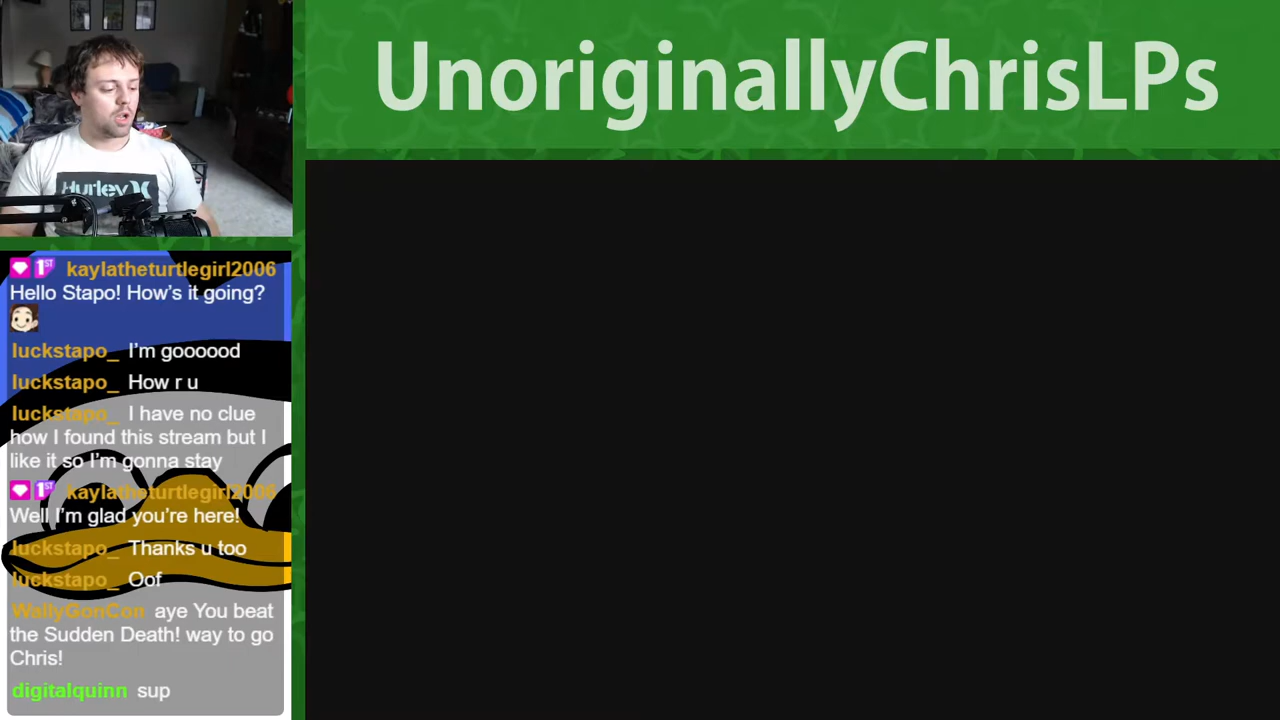 UnoriginallyChrisLPs
Hurley
1ST kaylatheturtlegirl2006
Hello Stapo! How's it going?
luckstapo_ I'm goooood
luckstapo_ How r u
luckstapo_ I have no clue
how I found this stream but I
like it so I'm gonna stay
1ST kaylatheturtlegirl2006
Well I'm glad you're here!
luckstapo_ Thanks u too
luckstapo_ Oof
WallyGonCon aye You beat
the Sudden Death! way to go
Chris!
digitalquinn sup